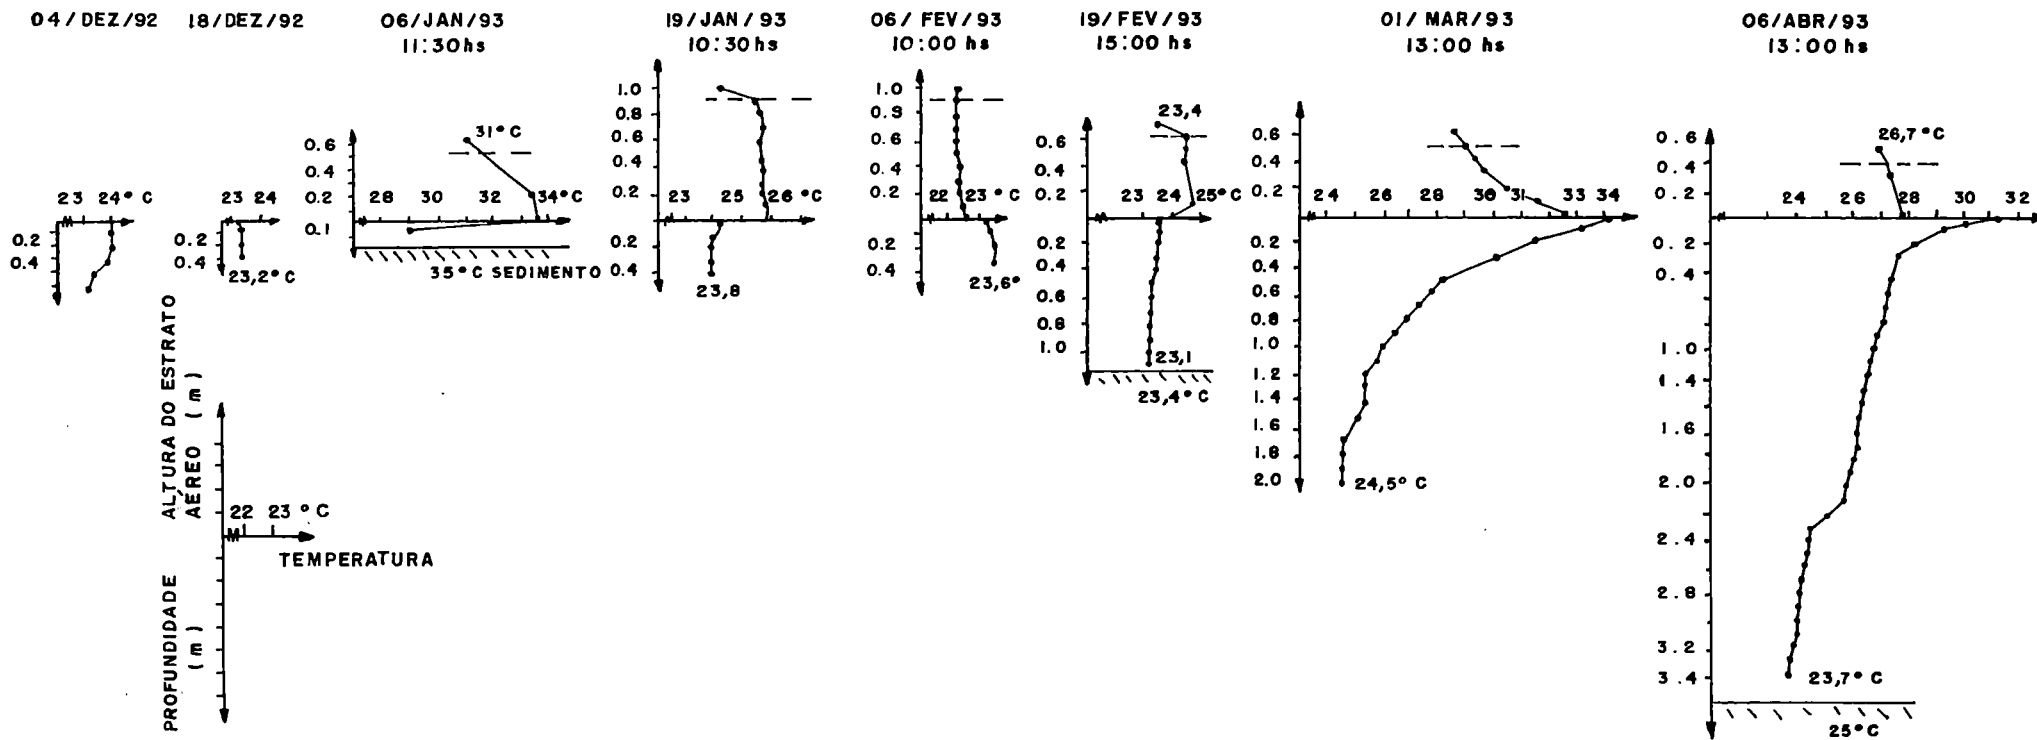 04/DEZ/92
23 24°C
0.2
0.4
18/DEZ/92
23 24
0.2
0.4
23,2°C
06/JAN/93
11:30hs
0.6
0.4
0.2
0.1
31°C
28 30 32 34°C
35°C SEDIMENTO
19/JAN/93
10:30hs
1.0
0.8
0.6
0.4
0.2
23 25 26 °C
0.2
0.4
23,8
06/FEV/93
10:00 hs
1.0
0.8
0.6
0.4
0.2
22 23 °C
0.2
0.4
23,6°
19/FEV/93
15:00 hs
23,4
0.6
0.4
0.2
23 24 25°C
0.2
0.4
0.6
0.8
1.0
23,1
23,4°C
01/MAR/93
13:00 hs
0.6
0.4
0.2
24 26 28 30 31 33 34
0.2
0.4
0.6
0.8
1.0
1.2
1.4
1.6
1.8
2.0
24,5°C
06/ABR/93
13:00 hs
0.6
0.4
0.2
26,7°C
24 26 28 30 32
0.2
0.4
1.0
1.4
1.6
2.0
2.4
2.8
3.2
3.4
23,7°C
25°C
ALTURA DO ESTRATO
AÉREO (m)
22 23 °C
M
TEMPERATURA
PROFUNDIDADE
(m)